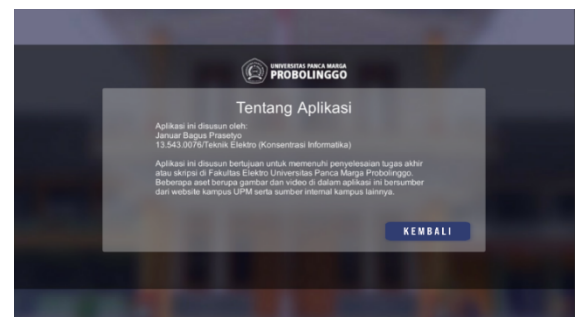 UNIVERSITAS PANCA MARGA
PROBOLINGGO
Tentang Aplikasi
Aplikasi ini disusun oleh:
Januar Bagus Prasetyo
13.543.0076/Teknik Elektro (Konsentrasi Informatika)
Aplikasi ini disusun bertujuan untuk memenuhi penyelesaian tugas akhir
atau skripsi di Fakultas Elektro Universitas Panca Marga Probolinggo.
Beberapa aset berupa gambar dan video di dalam aplikasi ini bersumber
dari website kampus UPM serta sumber internal kampus lainnya.
KEMBALI